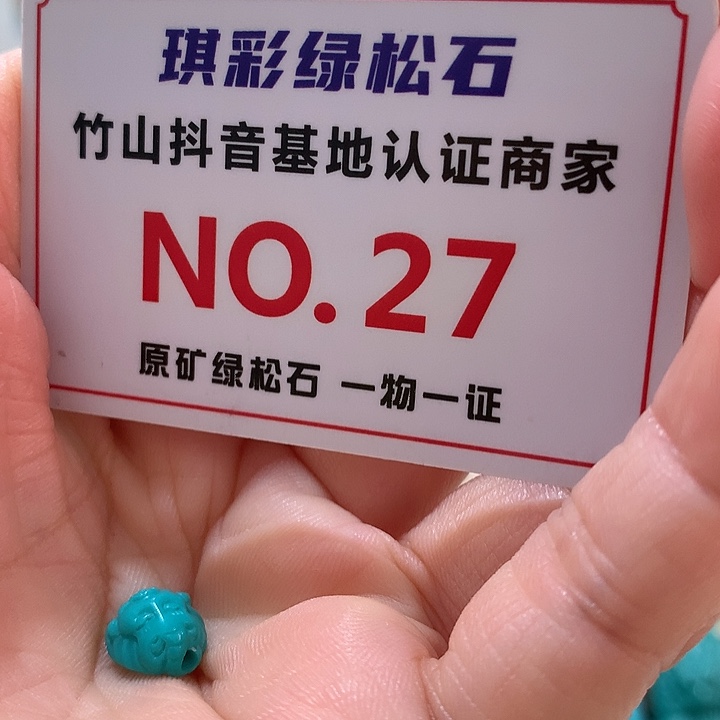 琪彩绿松石
竹山抖音基地认证商家
NO. 27
原矿绿松石 一物一证